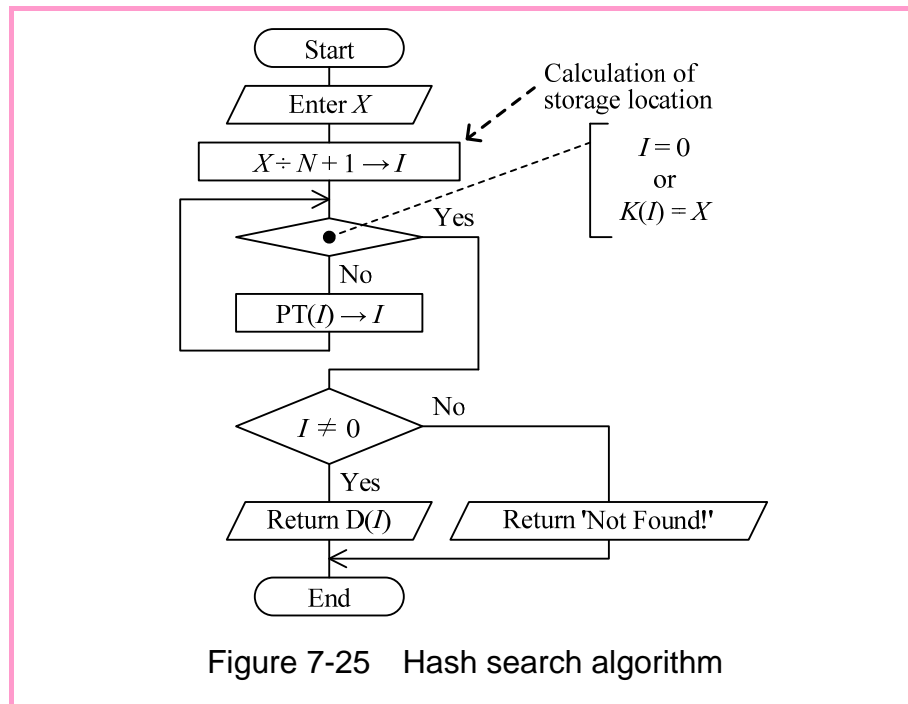 Start
Enter X
Calculation of
storage location
X ÷ N + 1 → I
I = 0
or
K(I) = X
Yes
No
PT(I) → I
I ≠ 0
No
Yes
Return D(I)
Return 'Not Found!'
End
Figure 7-25 Hash search algorithm